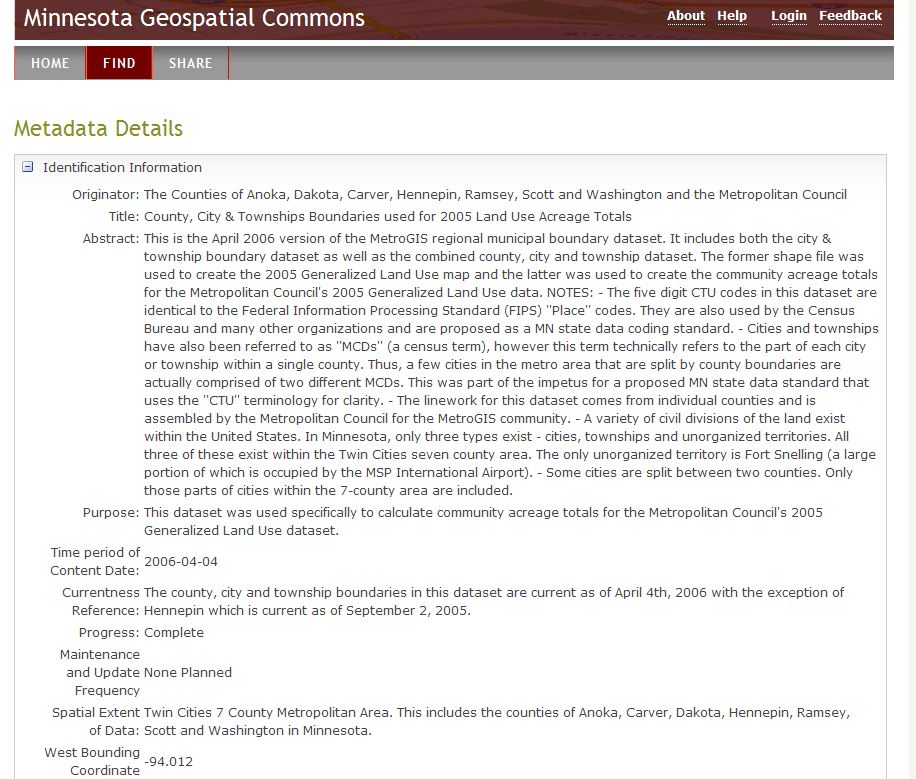 Minnesota Geospatial Commons
About Help Login Feedback
HOME FIND SHARE
Metadata Details
Identification Information
Originator: The Counties of Anoka, Dakota, Carver, Hennepin, Ramsey, Scott and Washington and the Metropolitan Council
Title: County, City & Townships Boundaries used for 2005 Land Use Acreage Totals
Abstract: This is the April 2006 version of the MetroGIS regional municipal boundary dataset. It includes both the city &
township boundary dataset as well as the combined county, city and township dataset. The former shape file was
used to create the 2005 Generalized Land Use map and the latter was used to create the community acreage totals
for the Metropolitan Council's 2005 Generalized Land Use data. NOTES: - The five digit CTU codes in this dataset are
identical to the Federal Information Processing Standard (FIPS) "Place" codes. They are also used by the Census
Bureau and many other organizations and are proposed as a MN state data coding standard. - Cities and townships
have also been referred to as "MCDs" (a census term), however this term technically refers to the part of each city
or township within a single county. Thus, a few cities in the metro area that are split by county boundaries are
actually comprised of two different MCDs. This was part of the impetus for a proposed MN state data standard that
uses the "CTU" terminology for clarity. - The linework for this dataset comes from individual counties and is
assembled by the Metropolitan Council for the MetroGIS community. - A variety of civil divisions of the land exist
within the United States. In Minnesota, only three types exist - cities, townships and unorganized territories. All
three of these exist within the Twin Cities seven county area. The only unorganized territory is Fort Snelling (a large
portion of which is occupied by the MSP International Airport). - Some cities are split between two counties. Only
those parts of cities within the 7-county area are included.
Purpose: This dataset was used specifically to calculate community acreage totals for the Metropolitan Council's 2005
Generalized Land Use dataset.
Time period of
Content Date: 2006-04-04
Currentness The county, city and township boundaries in this dataset are current as of April 4th, 2006 with the exception of
Reference: Hennepin which is current as of September 2, 2005.
Progress: Complete
Maintenance
and Update None Planned
Frequency
Spatial Extent Twin Cities 7 County Metropolitan Area. This includes the counties of Anoka, Carver, Dakota, Hennepin, Ramsey,
of Data: Scott and Washington in Minnesota.
West Bounding
Coordinate -94.012